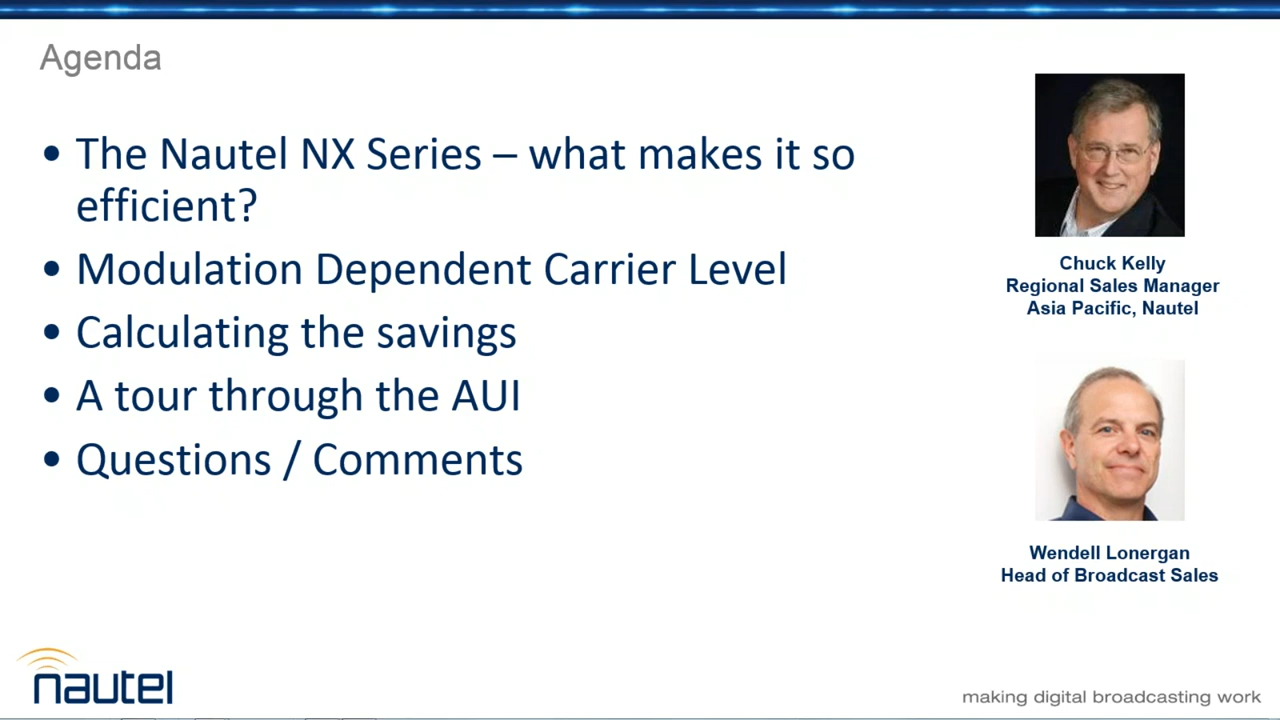 Agenda
• The Nautel NX Series – what makes it so
efficient?
• Modulation Dependent Carrier Level
• Calculating the savings
• A tour through the AUI
• Questions / Comments
Chuck Kelly
Regional Sales Manager
Asia Pacific, Nautel
Wendell Lonergan
Head of Broadcast Sales
nautel
making digital broadcasting work